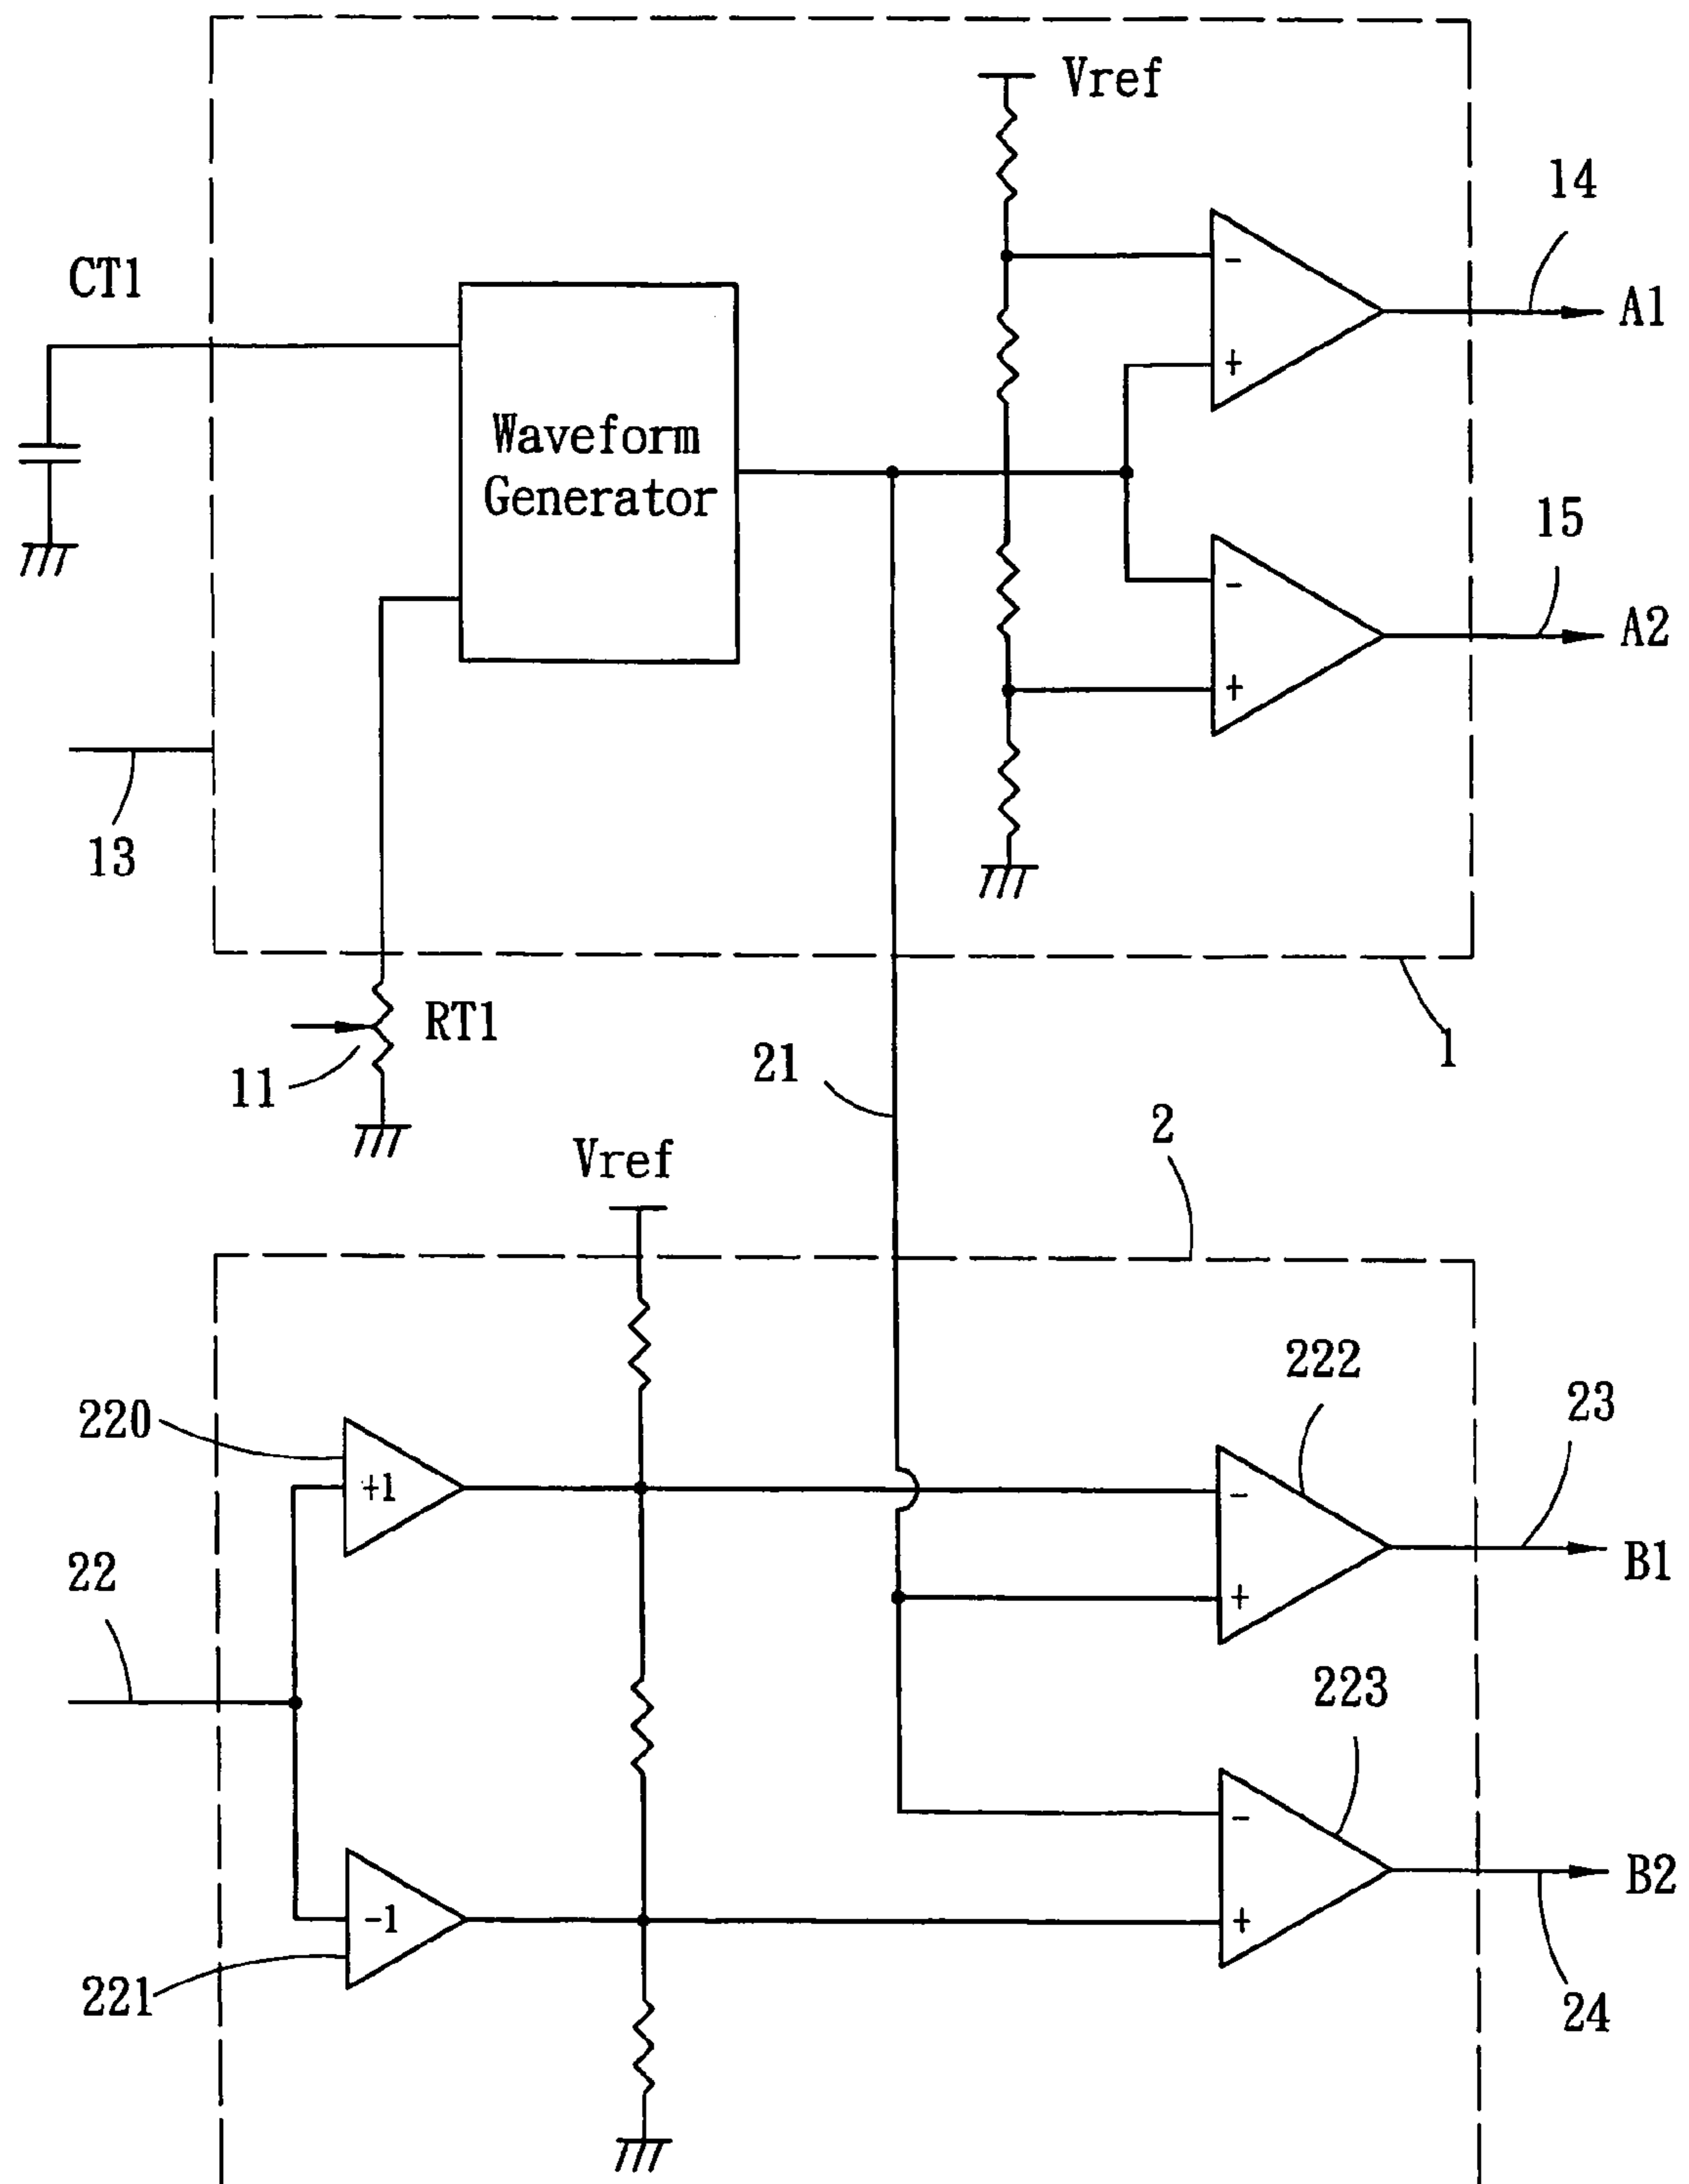 Vref
14
CT1
-
A1
+
Waveform
Generator
15
-
A2
+
13
RT1
21
1
11
2
Vref
222
23
220
+1
-
B1
22
+
223
-
B2
-1
+
221
24